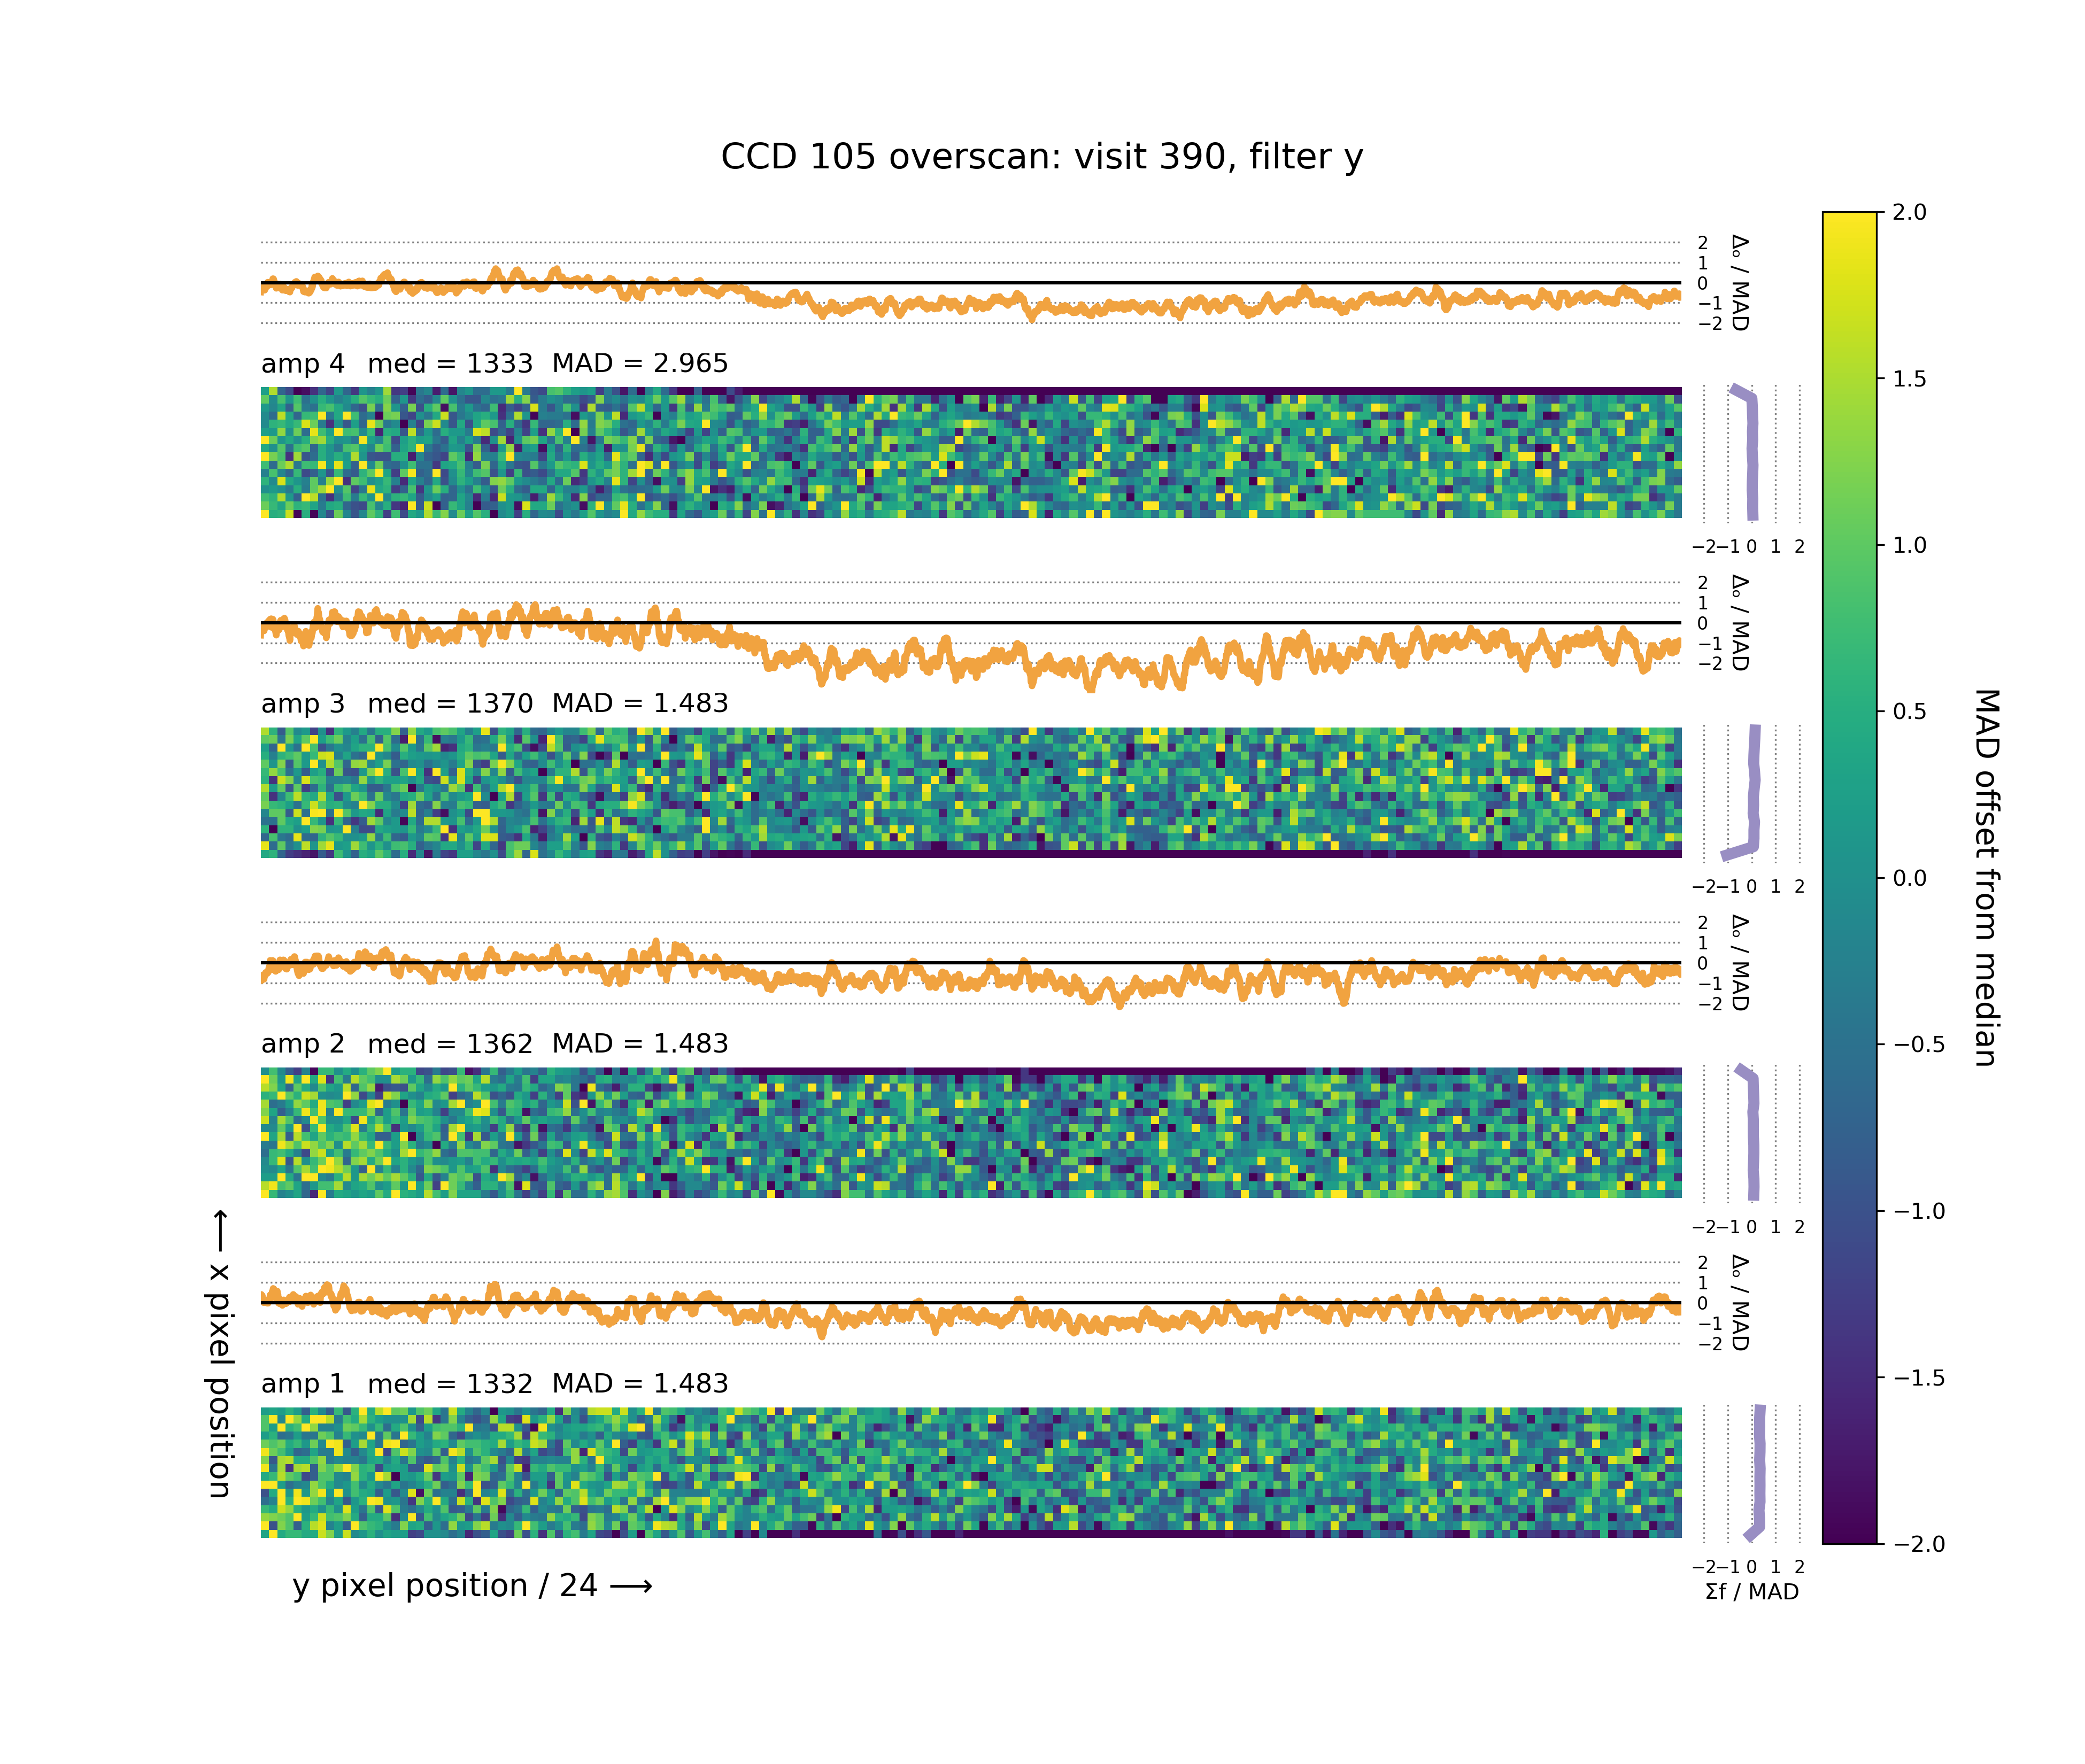 CCD 105 overscan: visit 390, filter y
2
1
0
−1
−2
Δₒ / MAD
amp 4 med = 1333 MAD = 2.965
−2 −1 0 1 2
2
1
0
−1
−2
Δₒ / MAD
amp 3 med = 1370 MAD = 1.483
−2 −1 0 1 2
2
1
0
−1
−2
Δₒ / MAD
amp 2 med = 1362 MAD = 1.483
−2 −1 0 1 2
2
1
0
−1
−2
Δₒ / MAD
amp 1 med = 1332 MAD = 1.483
−2 −1 0 1 2
Σf / MAD
y pixel position / 24 ⟶
⟵ x pixel position
2.0
1.5
1.0
0.5
0.0
−0.5
−1.0
−1.5
−2.0
MAD offset from median